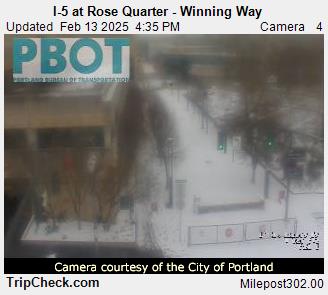 I-5 at Rose Quarter - Winning Way
Updated Feb 13 2025 4:35 PM Camera 4
PBOT
PORTLAND BUREAU OF TRANSPORTATION
Camera courtesy of the City of Portland
TripCheck.com Milepost302.00